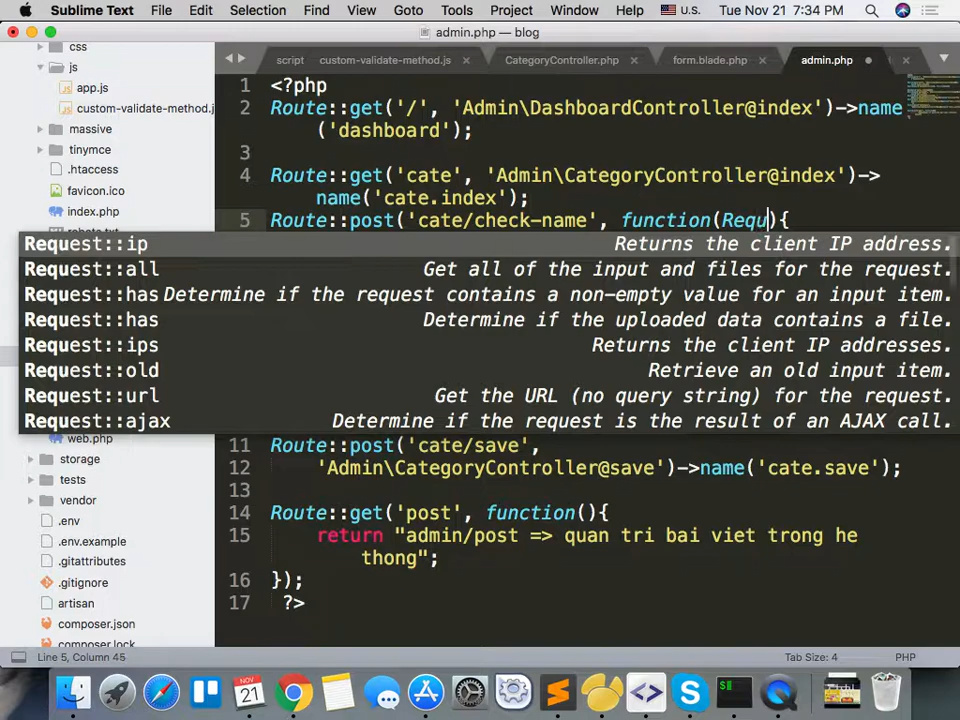 Sublime Text File Edit Selection Find View Goto Tools Project Window Help U.S. Tue Nov 21 7:34 PM
admin.php — blog
css
js
app.js
custom-validate-method.j
massive
tinymce
.htaccess
favicon.ico
index.php
web.php
storage
tests
vendor
.env
.env.example
.gitattributes
.gitignore
artisan
composer.json
composer.lock
script custom-validate-method.js CategoryController.php form.blade.php admin.php
1 <?php
2 Route::get('/', 'Admin\DashboardController@index')->name
('dashboard');
3
4 Route::get('cate', 'Admin\CategoryController@index')->
name('cate.index');
5 Route::post('cate/check-name', function(Requ){
Request::ip Returns the client IP address.
Request::all Get all of the input and files for the request.
Request::has Determine if the request contains a non-empty value for an input item.
Request::has Determine if the uploaded data contains a file.
Request::ips Returns the client IP addresses.
Request::old Retrieve an old input item.
Request::url Get the URL (no query string) for the request.
Request::ajax Determine if the request is the result of an AJAX call.
11 Route::post('cate/save',
12 'Admin\CategoryController@save')->name('cate.save');
13
14 Route::get('post', function(){
15 return "admin/post => quan tri bai viet trong he
thong";
16 });
17 ?>
Line 5, Column 45 Tab Size: 4 PHP
NOV
21